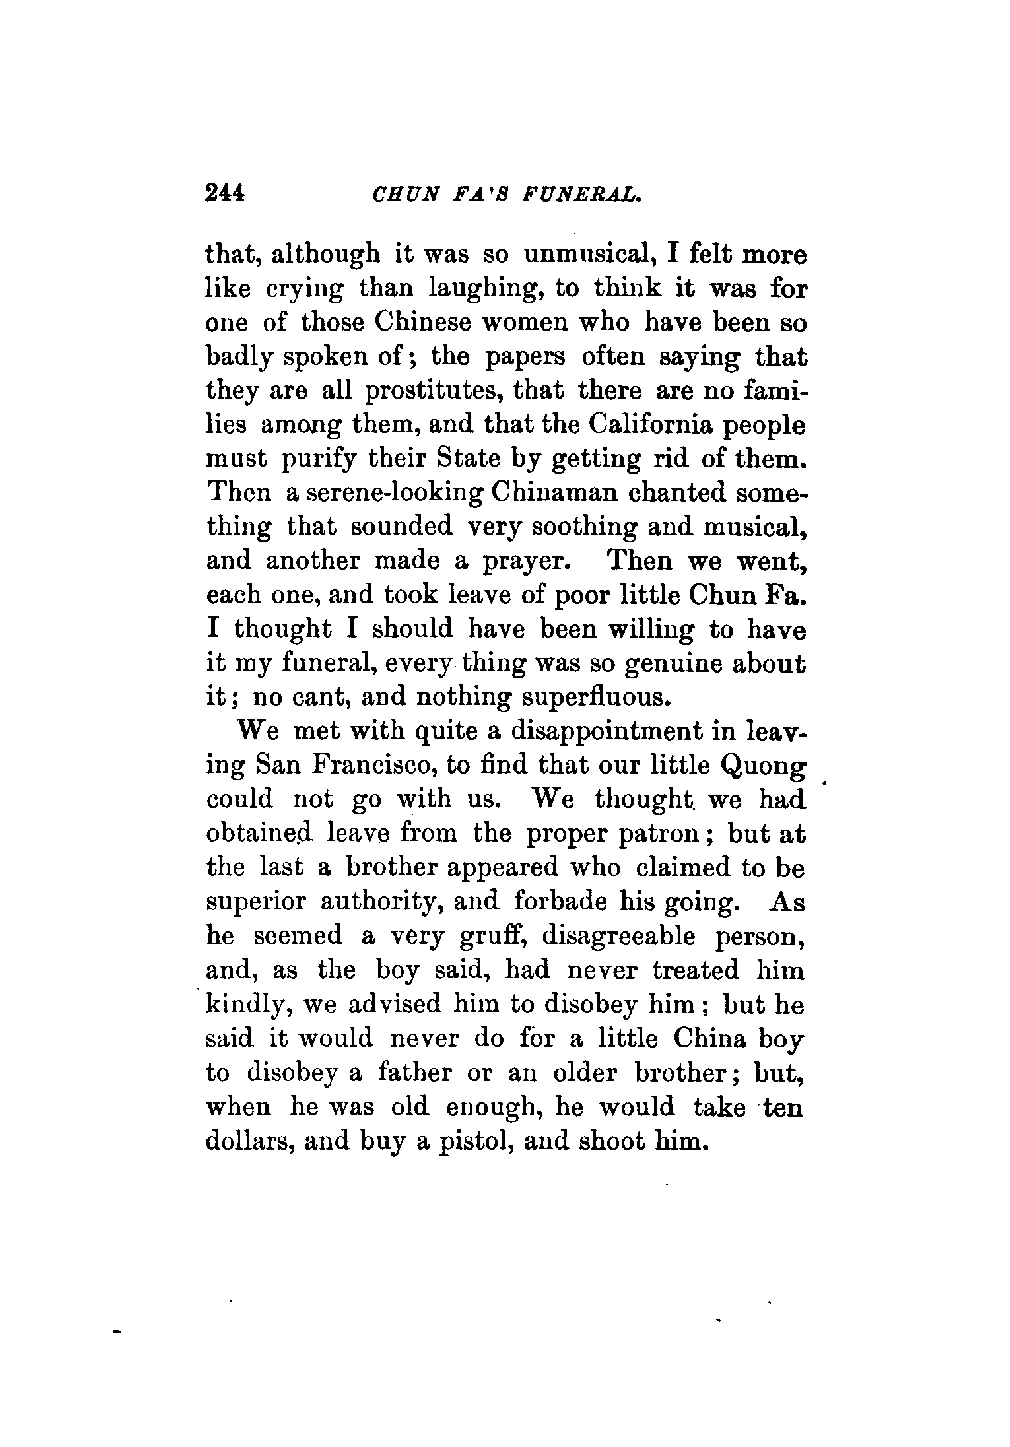 244 CHUN FA'S FUNERAL.
that, although it was so unmusical, I felt more
like crying than laughing, to think it was for
one of those Chinese women who have been so
badly spoken of; the papers often saying that
they are all prostitutes, that there are no fami-
lies among them, and that the California people
must purify their State by getting rid of them.
Then a serene-looking Chinaman chanted some-
thing that sounded very soothing and musical,
and another made a prayer. Then we went,
each one, and took leave of poor little Chun Fa.
I thought I should have been willing to have
it my funeral, every thing was so genuine about
it; no cant, and nothing superfluous.
We met with quite a disappointment in leav-
ing San Francisco, to find that our little Quong
could not go with us. We thought we had
obtained leave from the proper patron; but at
the last a brother appeared who claimed to be
superior authority, and forbade his going. As
he seemed a very gruff, disagreeable person,
and, as the boy said, had never treated him
kindly, we advised him to disobey him; but he
said it would never do for a little China boy
to disobey a father or an older brother; but,
when he was old enough, he would take ten
dollars, and buy a pistol, and shoot him.